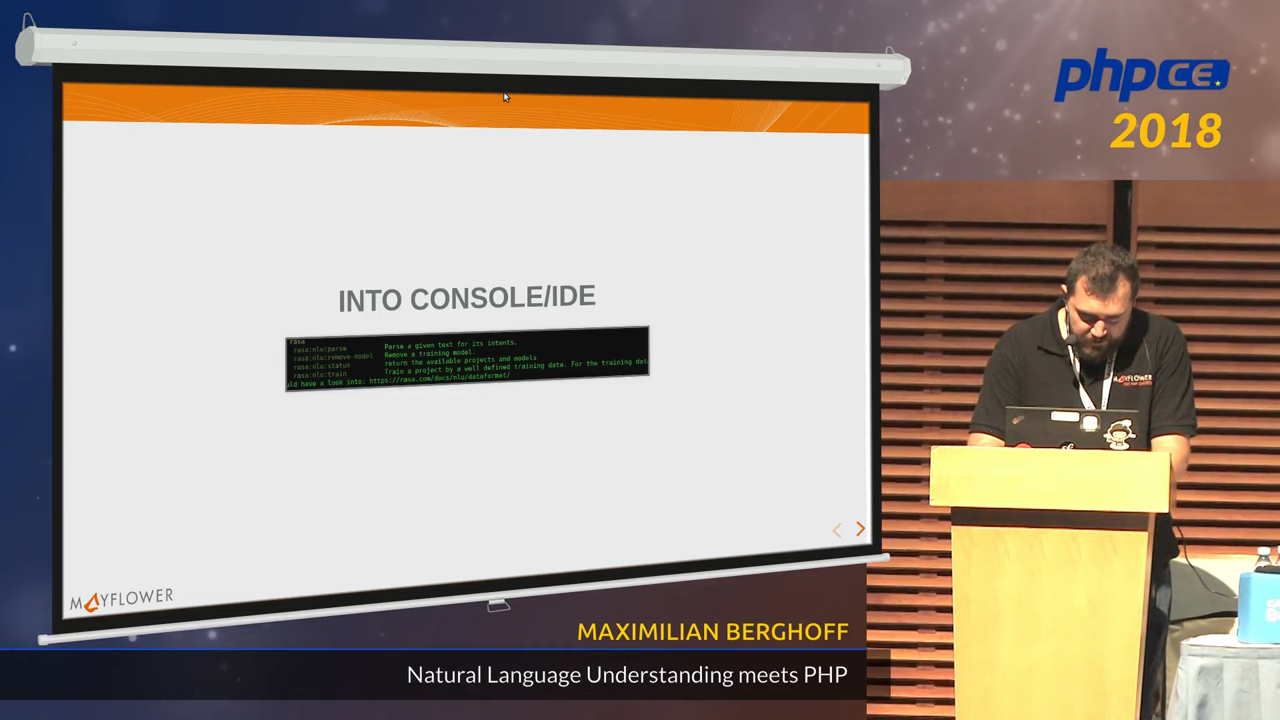 phpCE.
2018
INTO CONSOLE/IDE
rasa
rasa:nlu:parse Parse a given text for its intents.
rasa:nlu:remove-model Remove a training model.
rasa:nlu:status return the available projects and models
rasa:nlu:train Train a project by a well defined training data. For the training dat
uld have a look into: https://rasa.com/docs/nlu/dataformat/
MAYFLOWER
MAYFLOWER
MAXIMILIAN BERGHOFF
Natural Language Understanding meets PHP